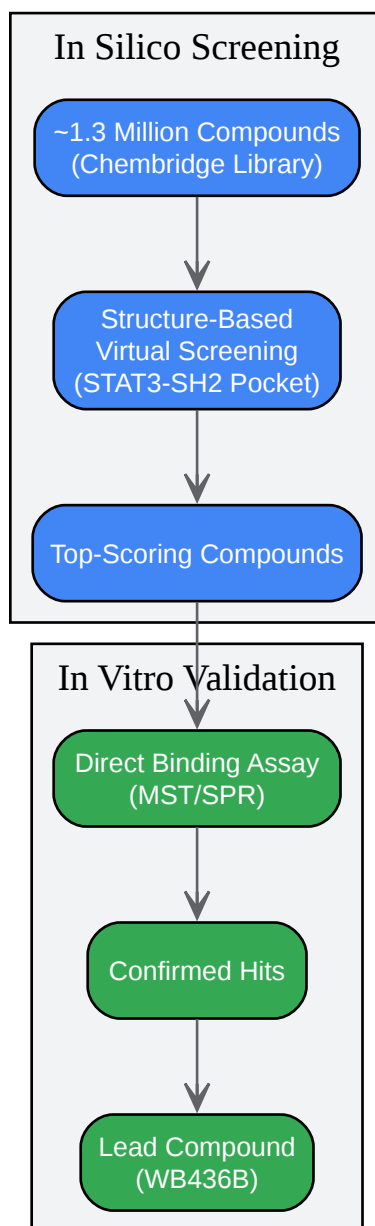 In Silico Screening
~1.3 Million Compounds
(Chembridge Library)
Structure-Based
Virtual Screening
(STAT3-SH2 Pocket)
Top-Scoring Compounds
In Vitro Validation
Direct Binding Assay
(MST/SPR)
Confirmed Hits
Lead Compound
(WB436B)